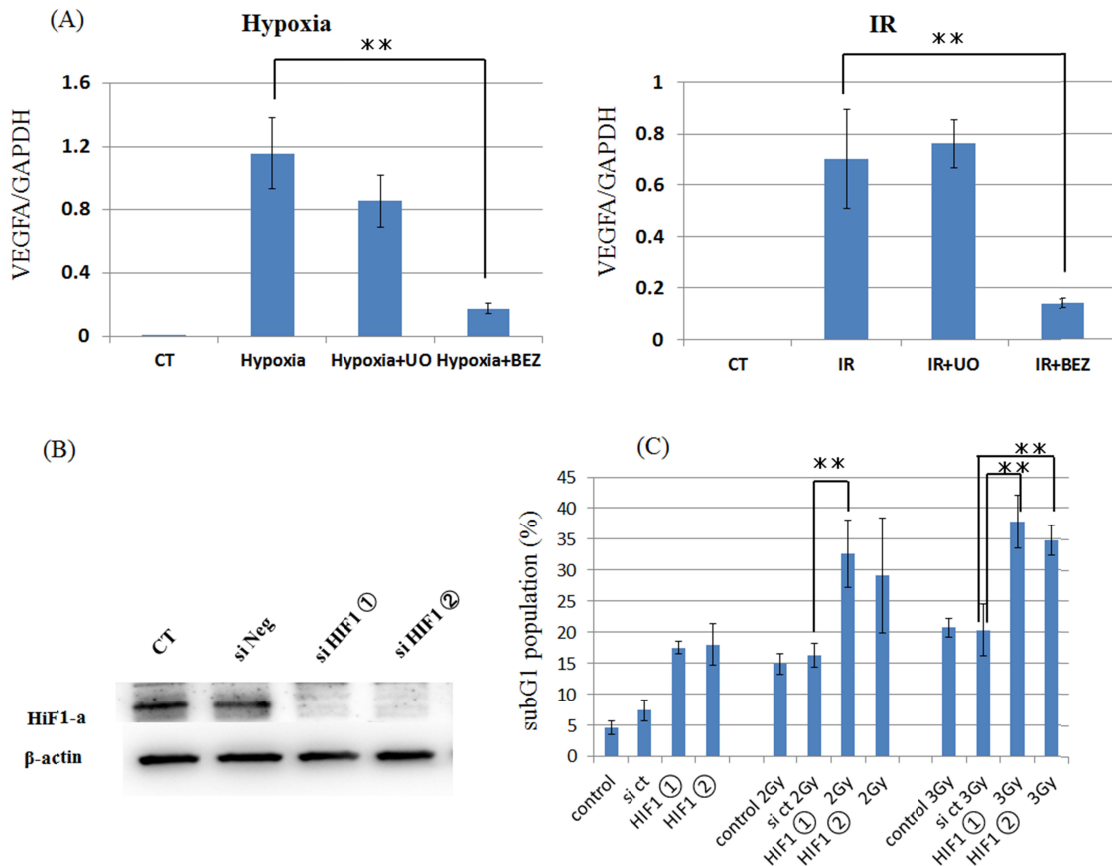 (A)
Hypoxia
**
VEGFA/GAPDH
1.6
1.2
0.8
0.4
0
CT Hypoxia Hypoxia+UO Hypoxia+BEZ
IR
**
VEGFA/GAPDH
1
0.8
0.6
0.4
0.2
0
CT IR IR+UO IR+BEZ
(B)
CT si Neg si HIF1 ① si HIF1 ②
HiF1-a
β-actin
(C)
**
**
**
subG1 population (%)
45
40
35
30
25
20
15
10
5
0
control si ct HIF1 ① HIF1 ② control 2Gy si ct 2Gy HIF1 ① 2Gy HIF1 ② 2Gy control 3Gy si ct 3Gy HIF1 ① 3Gy HIF1 ② 3Gy